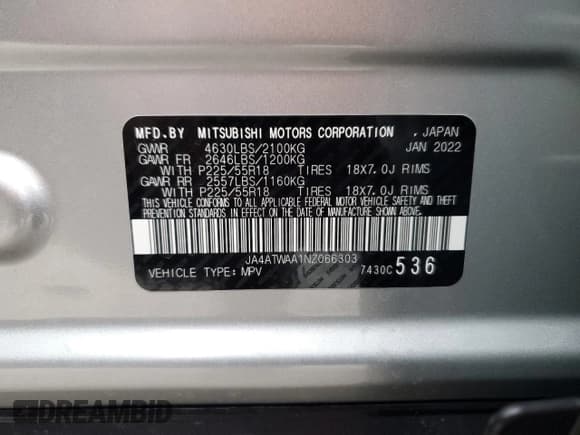 MFD.BY MITSUBISHI MOTORS CORPORATION , JAPAN
GVWR 4630LBS/2100KG JAN 2022
GAWR FR 2646LBS/1200KG
WITH P225/55R18 TIRES 18X7.0J RIMS
GAWR RR 2557LBS/1160KG
WITH P225/55R18 TIRES 18X7.0J RIMS
THIS VEHICLE CONFORMS TO ALL APPLICABLE FEDERAL MOTOR VEHICLE SAFETY AND THEFT
PREVENTION STANDARDS IN EFFECT ON THE DATE OF MANUFACTURE SHOWN ABOVE.
JA4ATWAA1NZ066303
VEHICLE TYPE: MPV 7430C 536
DREAMBID